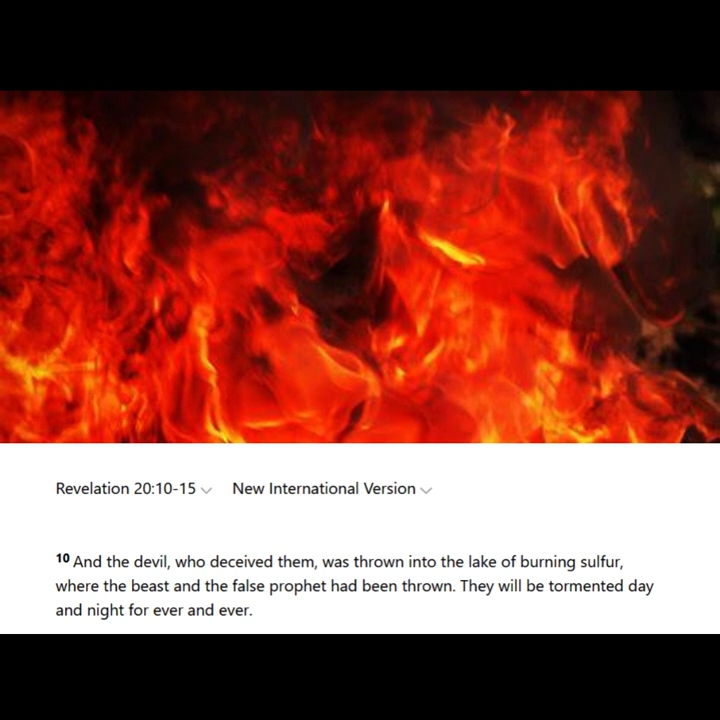 Revelation 20:10-15 New International Version
10 And the devil, who deceived them, was thrown into the lake of burning sulfur,
where the beast and the false prophet had been thrown. They will be tormented day
and night for ever and ever.